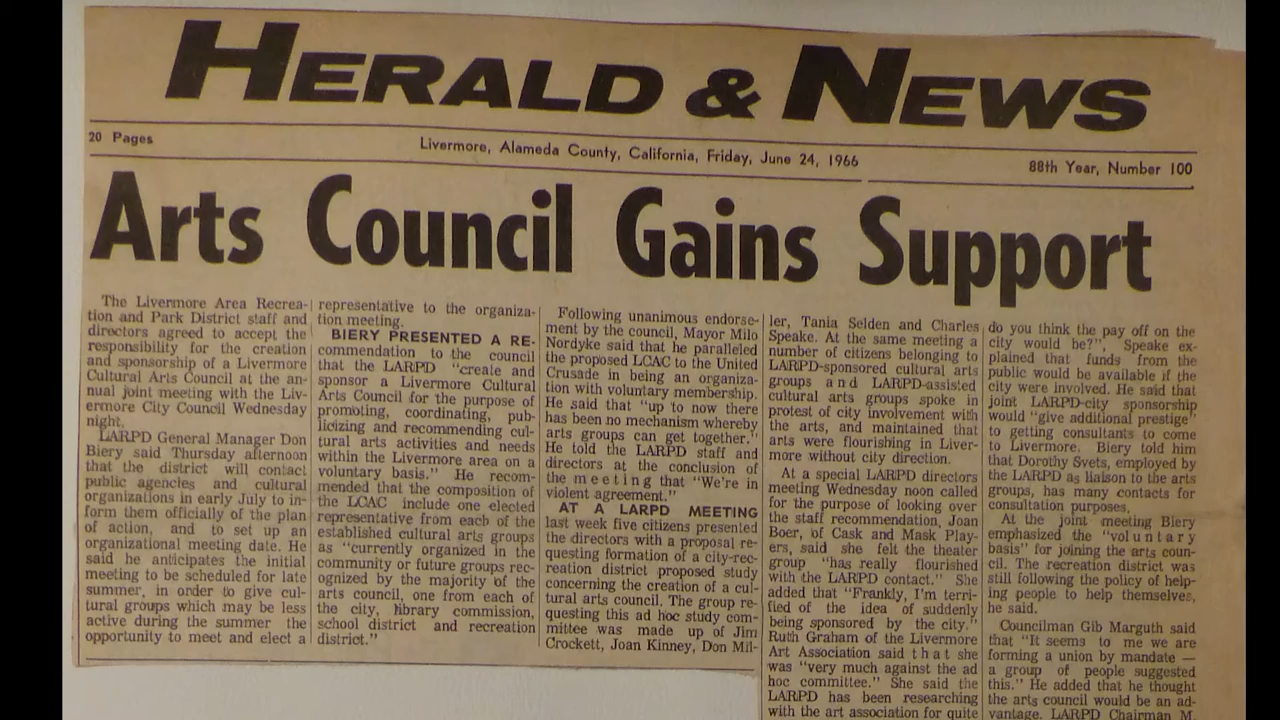 HERALD & NEWS
20 Pages
Livermore, Alameda County, California, Friday, June 24, 1966
88th Year, Number 100
Arts Council Gains Support
The Livermore Area Recrea-
tion and Park District staff and
directors agreed to accept the
responsibility for the creation
and sponsorship of a Livermore
Cultural Arts Council at the an-
nual joint meeting with the Liv-
ermore City Council Wednesday
night.
LARPD General Manager Don
Biery said Thursday afternoon
that the district will contact
public agencies and cultural
organizations in early July to in-
form them officially of the plan
of action, and to set up an
organizational meeting date. He
said he anticipates the initial
meeting to be scheduled for late
summer, in order to give cul-
tural groups which may be less
active during the summer the
opportunity to meet and elect a
representative to the organiza-
tion meeting.
BIERY PRESENTED A RE-
commendation to the council
that the LARPD "create and
sponsor a Livermore Cultural
Arts Council for the purpose of
promoting, coordinating, pub-
licizing and recommending cul-
tural arts activities and needs
within the Livermore area on a
voluntary basis." He recom-
mended that the composition of
the LCAC include one elected
representative from each of the
established cultural arts groups
as "currently organized in the
community or future groups rec-
ognized by the majority of the
arts council, one from each of
the city, library commission,
school district and recreation
district."
Following unanimous endorse-
ment by the council, Mayor Milo
Nordyke said that he paralleled
the proposed LCAC to the United
Crusade in being an organiza-
tion with voluntary membership.
He said that "up to now there
has been no mechanism whereby
arts groups can get together."
He told the LARPD staff and
directors at the conclusion of
the meeting that "We're in
violent agreement."
AT A LARPD MEETING
last week five citizens presented
the directors with a proposal re-
questing formation of a city-rec-
reation district proposed study
concerning the creation of a cul-
tural arts council. The group re-
questing this ad hoc study com-
mittee was made up of Jim
Crockett, Joan Kinney, Don Mil-
ler, Tania Selden and Charles
Speake. At the same meeting a
number of citizens belonging to
LARPD-sponsored cultural arts
groups and LARPD-assisted
cultural arts groups spoke in
protest of city involvement with
the arts, and maintained that
arts were flourishing in Liver-
more without city direction.
At a special LARPD directors
meeting Wednesday noon called
for the purpose of looking over
the staff recommendation, Joan
Boer, of Cask and Mask Play-
ers, said she felt the theater
group "has really flourished
with the LARPD contact." She
added that "Frankly, I'm terri-
fied of the idea of suddenly
being sponsored by the city."
Ruth Graham of the Livermore
Art Association said that she
was "very much against the ad
hoc committee." She said the
LARPD has been researching
with the art association for quite
do you think the pay off on the
city would be?", Speake ex-
plained that funds from the
public would be available if the
city were involved. He said that
joint LARPD-city sponsorship
would "give additional prestige"
to getting consultants to come
to Livermore. Biery told him
that Dorothy Svets, employed by
the LARPD as liaison to the arts
groups, has many contacts for
consultation purposes,
At the joint meeting Biery
emphasized the "voluntary
basis" for joining the arts coun-
cil. The recreation district was
still following the policy of help-
ing people to help themselves,
he said.
Councilman Gib Marguth said
that "It seems to me we are
forming a union by mandate —
a group of people suggested
this." He added that he thought
the arts council would be an ad-
vantage. LARPD Chairman M.